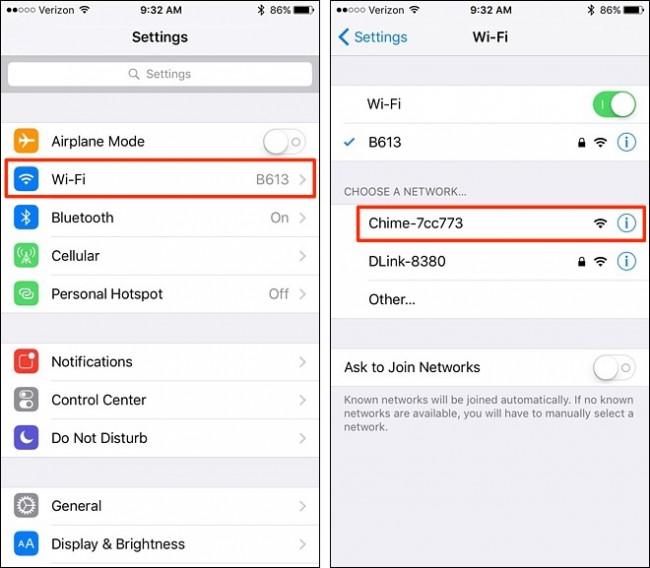 Verizon 9:32 AM 86%
Settings
Settings
Airplane Mode
Wi-Fi B613
Bluetooth On
Cellular
Personal Hotspot Off
Notifications
Control Center
Do Not Disturb
General
AA Display & Brightness
Verizon 9:32 AM 86%
Settings Wi-Fi
Wi-Fi
B613
CHOOSE A NETWORK...
Chime-7cc773
DLink-8380
Other...
Ask to Join Networks
Known networks will be joined automatically. If no known
networks are available, you will have to manually select a
network.